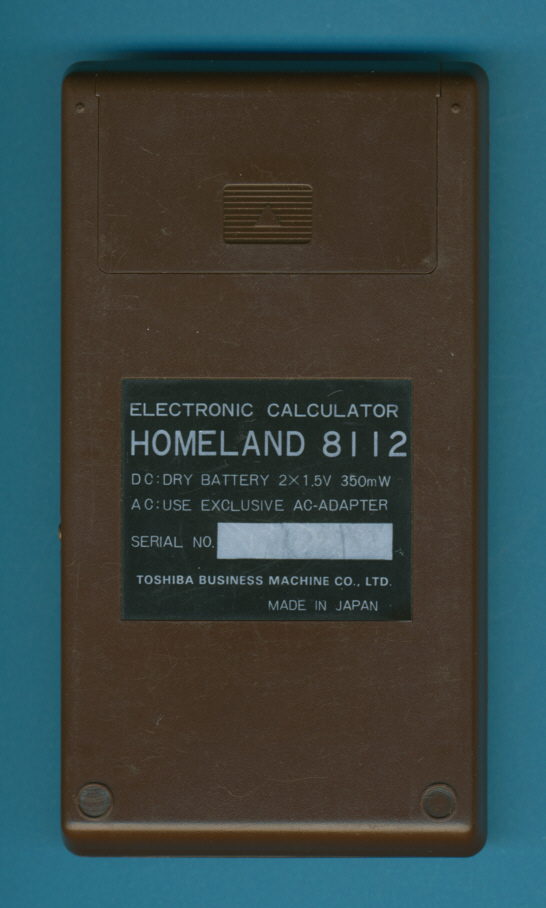 ELECTRONIC CALCULATOR
HOMELAND 8112
DC:DRY BATTERY 2×1.5V 350mW
AC:USE EXCLUSIVE AC-ADAPTER
SERIAL NO.
TOSHIBA BUSINESS MACHINE CO., LTD.
MADE IN JAPAN